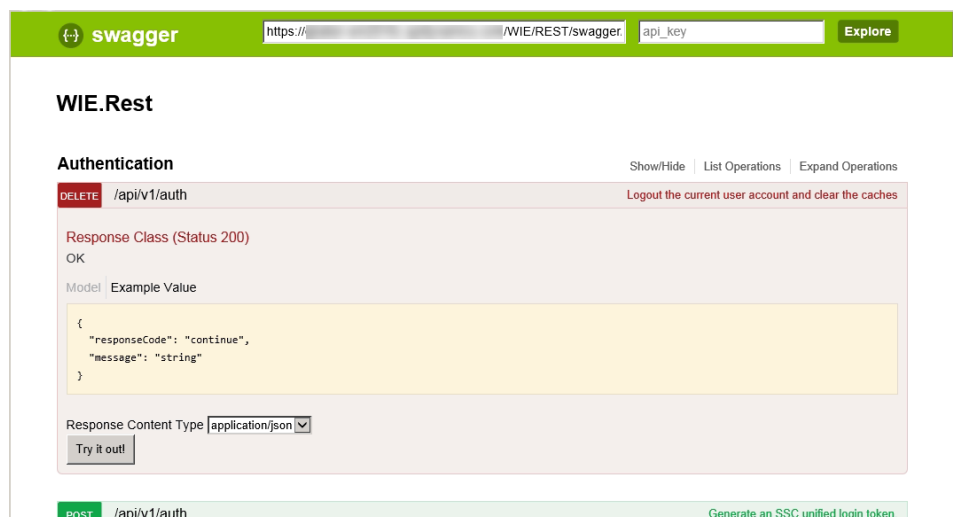 {···} swagger https:// /WIE/REST/swagger. api_key Explore
WIE.Rest
Authentication Show/Hide List Operations Expand Operations
DELETE /api/v1/auth Logout the current user account and clear the caches
Response Class (Status 200)
OK
Model Example Value
{
"responseCode": "continue",
"message": "string"
}
Response Content Type application/json
Try it out!
POST /api/v1/auth Generate an SSC unified login token